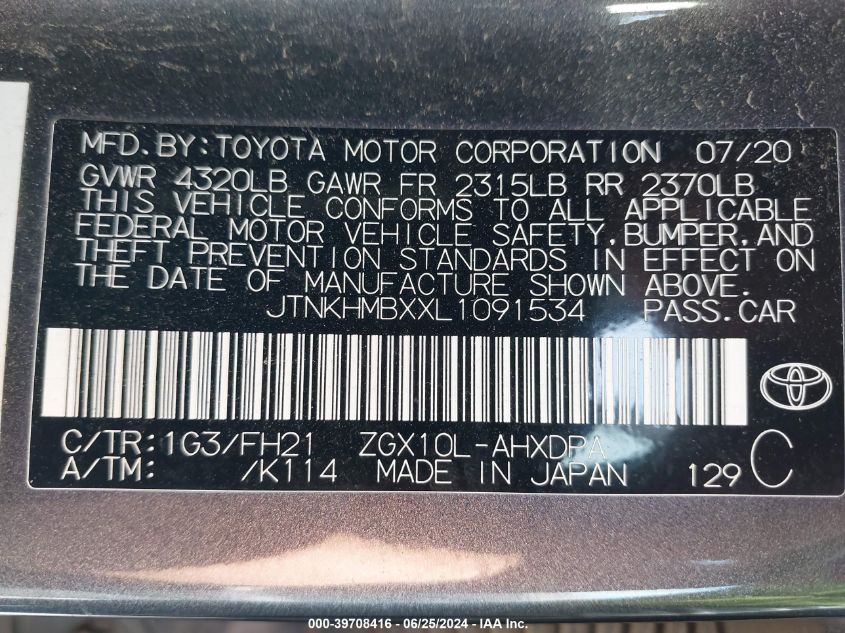 MFD.BY:TOYOTA MOTOR CORPORATION 07/20
GVWR 4320LB GAWR FR 2315LB RR 2370LB
THIS VEHICLE CONFORMS TO ALL APPLICABLE
FEDERAL MOTOR VEHICLE SAFETY,BUMPER,AND
THEFT PREVENTION STANDARDS IN EFFECT ON
THE DATE OF MANUFACTURE SHOWN ABOVE.
JTNKHMBXXL1091534 PASS.CAR
C/TR:1G3/FH21 ZGX10L-AHXDPA
A/TM: /K114 MADE IN JAPAN 129 C
000-39708416 - 06/25/2024 - IAA Inc.